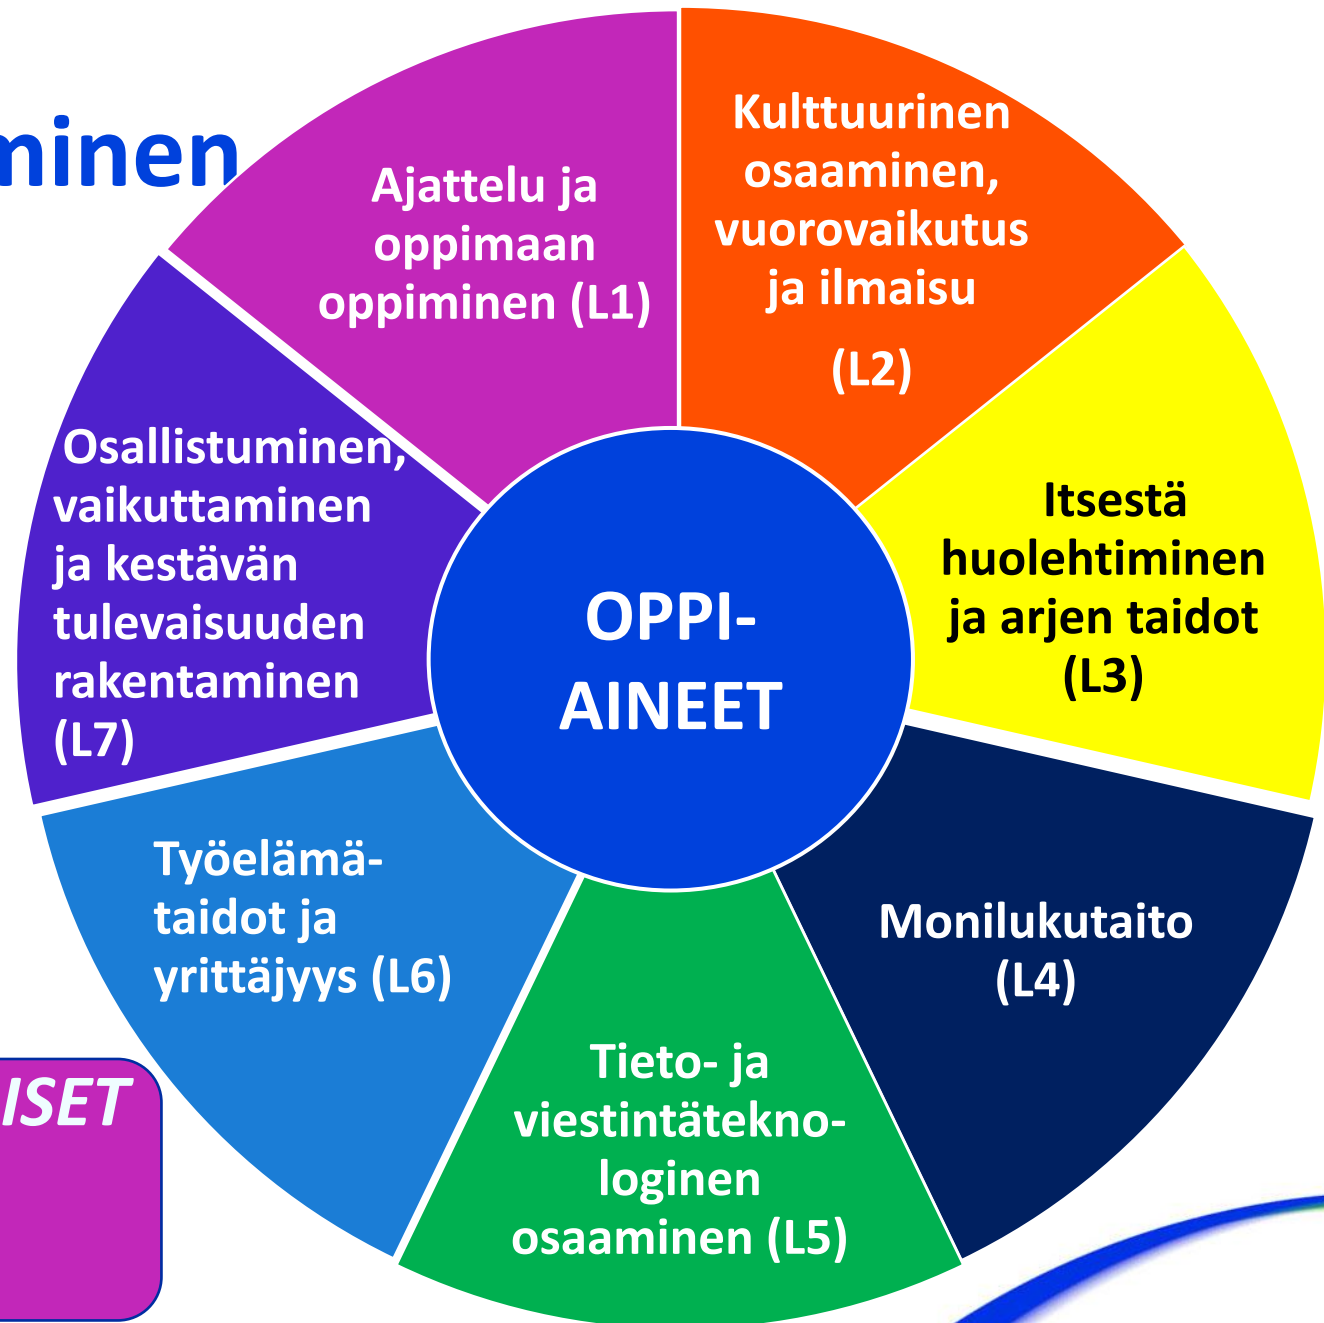 minen
Ajattelu ja
oppimaan
oppiminen (L1)
Kulttuurinen
osaaminen,
vuorovaikutus
ja ilmaisu
(L2)
Itsestä
huolehtiminen
ja arjen taidot
(L3)
Monilukutaito
(L4)
Tieto- ja
viestintätekno-
loginen
osaaminen (L5)
Työelämä-
taidot ja
yrittäjyys (L6)
Osallistuminen,
vaikuttaminen
ja kestävän
tulevaisuuden
rakentaminen
(L7)
OPPI-
AINEET
ISET